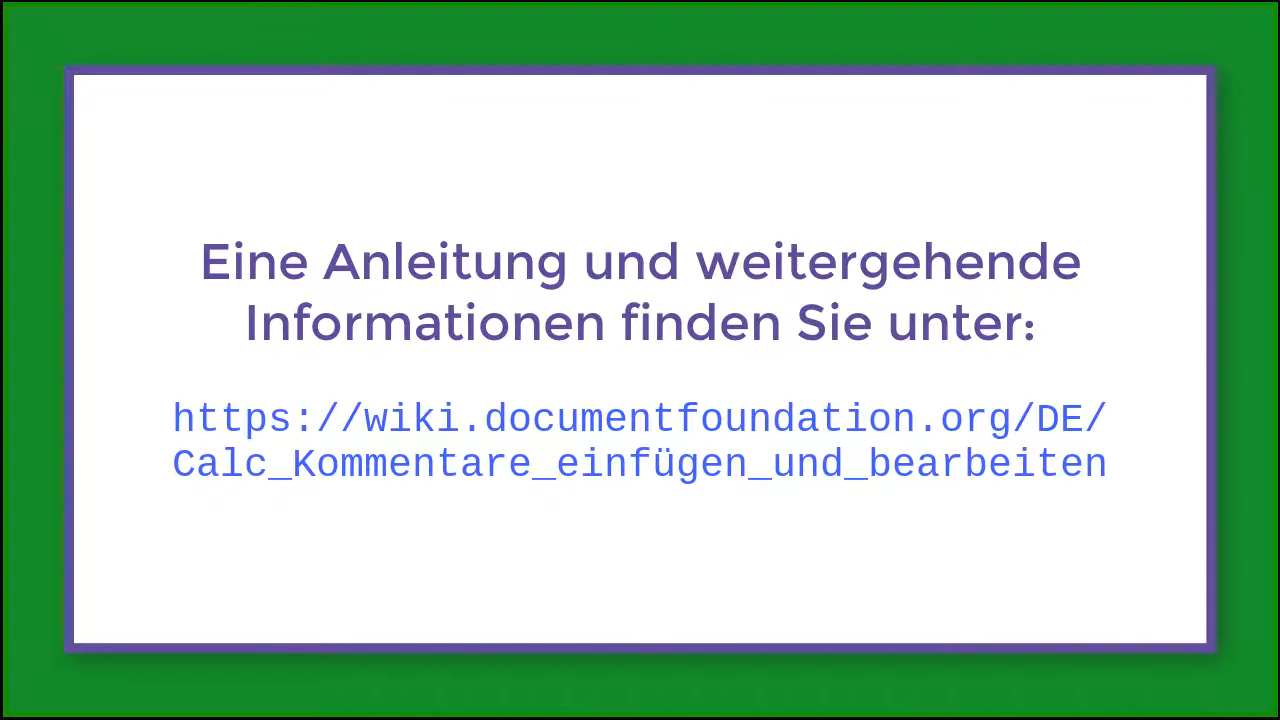 Eine Anleitung und weitergehende
Informationen finden Sie unter:
https://wiki.documentfoundation.org/DE/
Calc_Kommentare_einfügen_und_bearbeiten